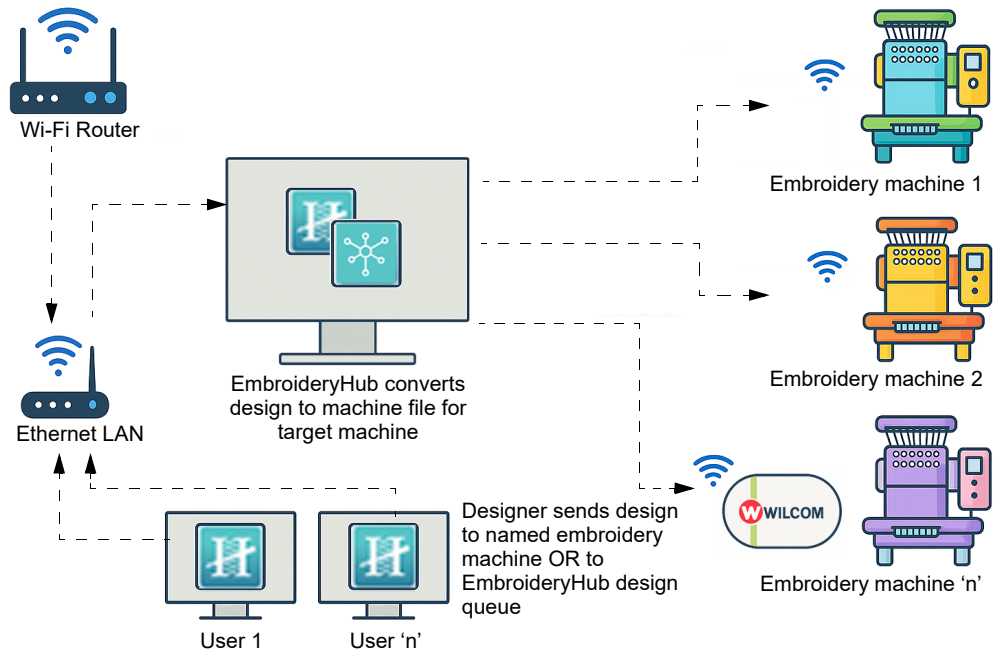 Wi-Fi Router
Embroidery machine 1
EmbroideryHub converts
design to machine file for
target machine
Embroidery machine 2
Ethernet LAN
W WILCOM
Designer sends design
to named embroidery
machine OR to
EmbroideryHub design
queue
Embroidery machine ‘n’
User 1
User ‘n’